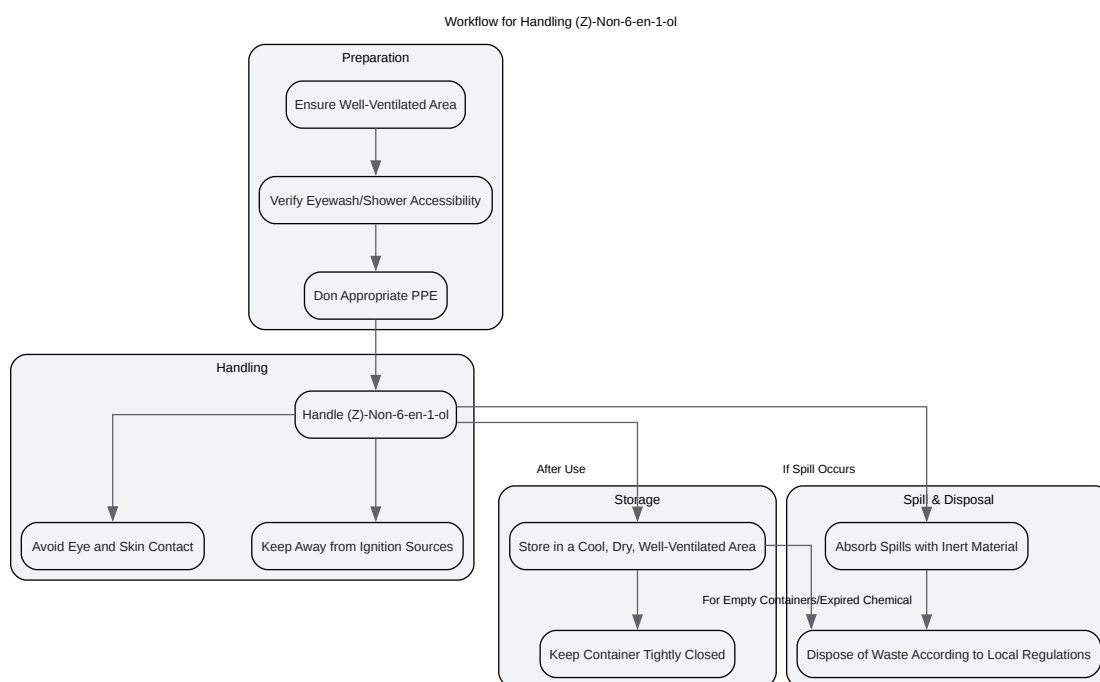 Workflow for Handling (Z)-Non-6-en-1-ol
Preparation
Ensure Well-Ventilated Area
Verify Eyewash/Shower Accessibility
Don Appropriate PPE
Handling
Handle (Z)-Non-6-en-1-ol
Avoid Eye and Skin Contact
Keep Away from Ignition Sources
After Use
If Spill Occurs
Storage
Store in a Cool, Dry, Well-Ventilated Area
Keep Container Tightly Closed
Spill & Disposal
Absorb Spills with Inert Material
For Empty Containers/Expired Chemical
Dispose of Waste According to Local Regulations